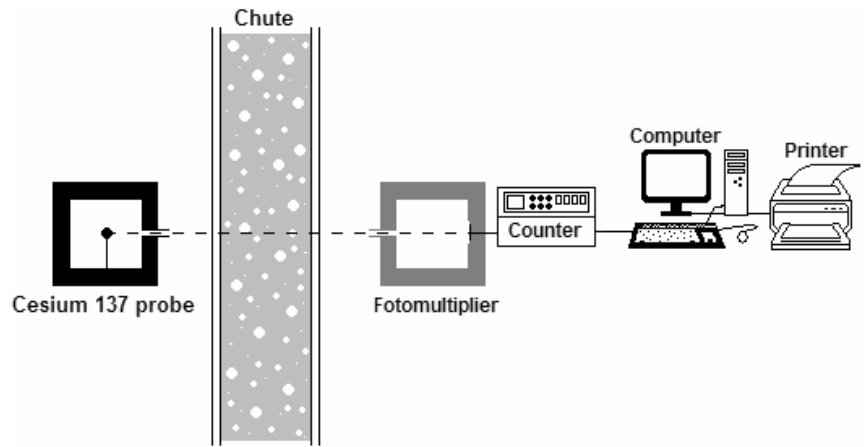 Chute
Computer
Printer
Counter
Cesium 137 probe
Fotomultiplier